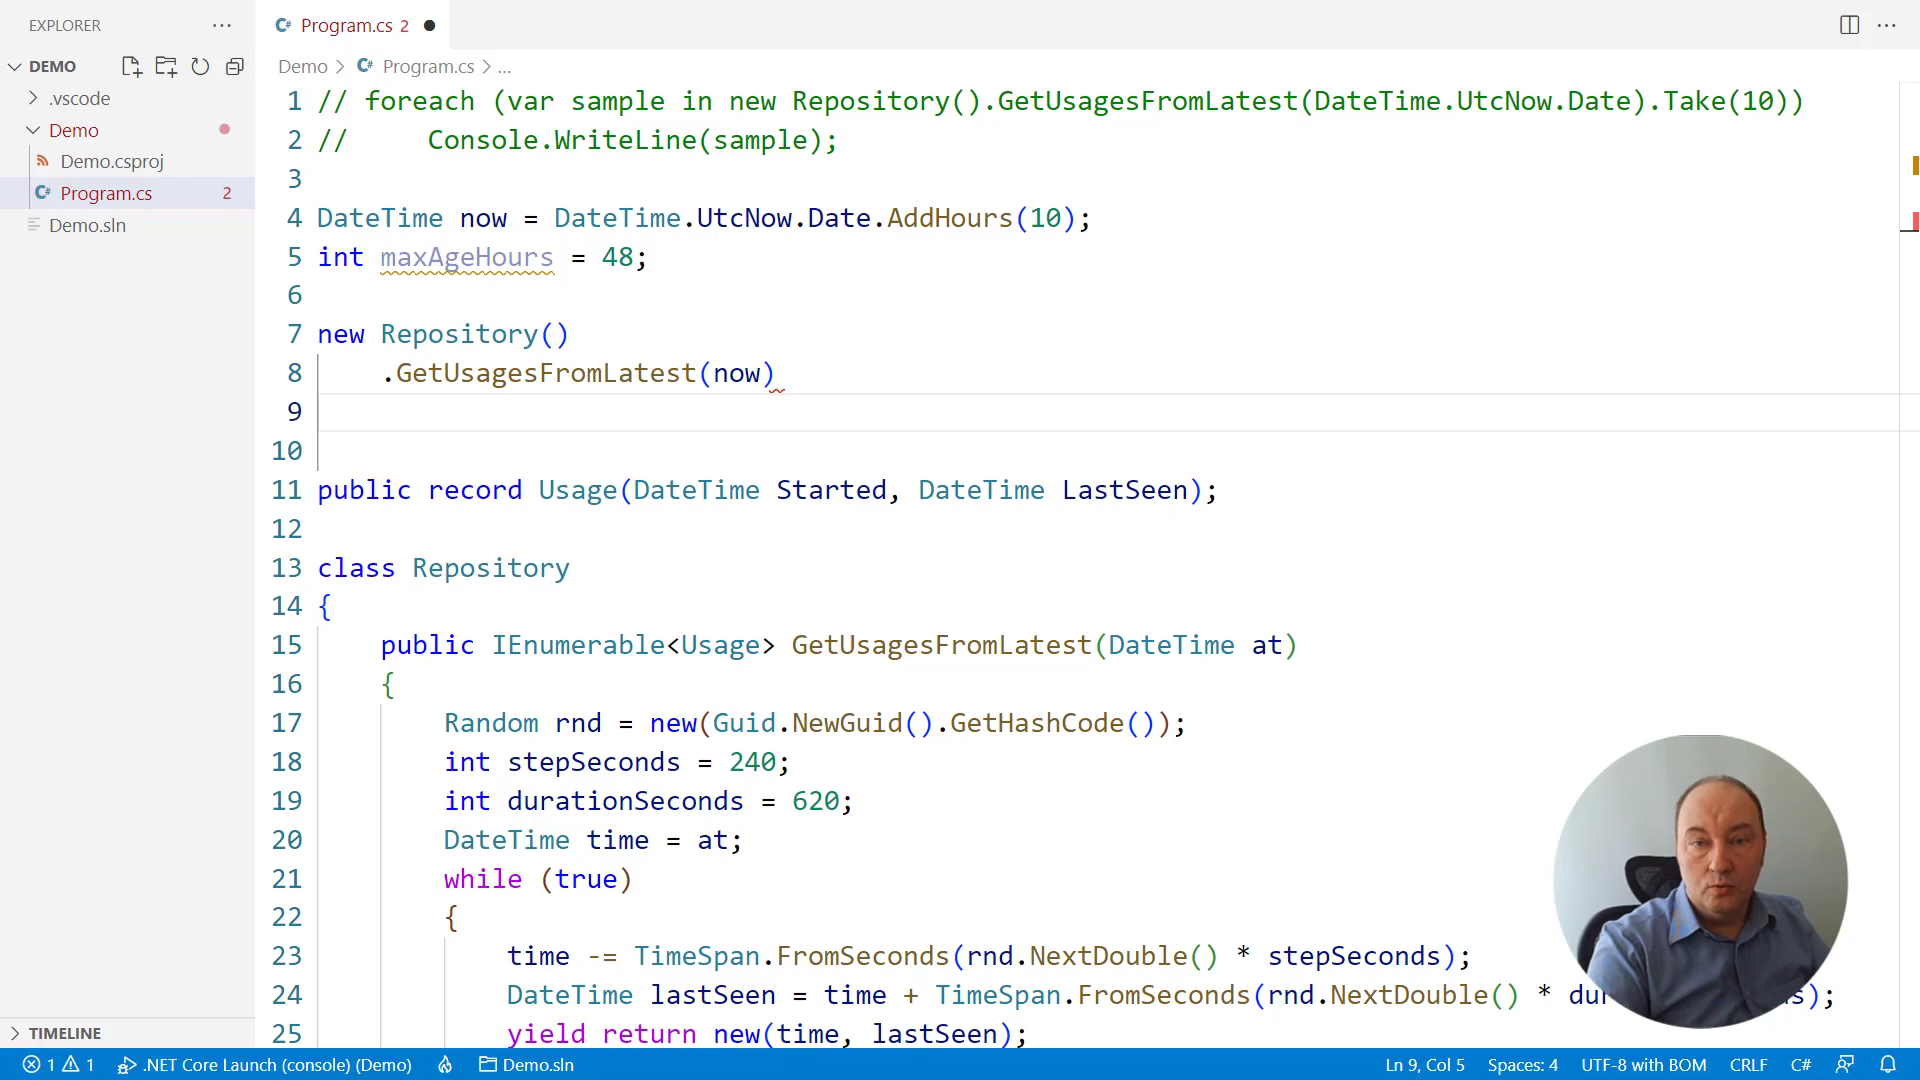 EXPLORER
Program.cs 2
DEMO
Demo > Program.cs > ...
.vscode
Demo
Demo.csproj
Program.cs 2
Demo.sln
1 // foreach (var sample in new Repository().GetUsagesFromLatest(DateTime.UtcNow.Date).Take(10))
2 //     Console.WriteLine(sample);
3
4 DateTime now = DateTime.UtcNow.Date.AddHours(10);
5 int maxAgeHours = 48;
6
7 new Repository()
8     .GetUsagesFromLatest(now)
9
10
11 public record Usage(DateTime Started, DateTime LastSeen);
12
13 class Repository
14 {
15     public IEnumerable<Usage> GetUsagesFromLatest(DateTime at)
16     {
17         Random rnd = new(Guid.NewGuid().GetHashCode());
18         int stepSeconds = 240;
19         int durationSeconds = 620;
20         DateTime time = at;
21         while (true)
22         {
23             time -= TimeSpan.FromSeconds(rnd.NextDouble() * stepSeconds);
24             DateTime lastSeen = time + TimeSpan.FromSeconds(rnd.NextDouble() * du s);
25             yield return new(time, lastSeen);
TIMELINE
1 1 .NET Core Launch (console) (Demo) Demo.sln Ln 9, Col 5 Spaces: 4 UTF-8 with BOM CRLF C#